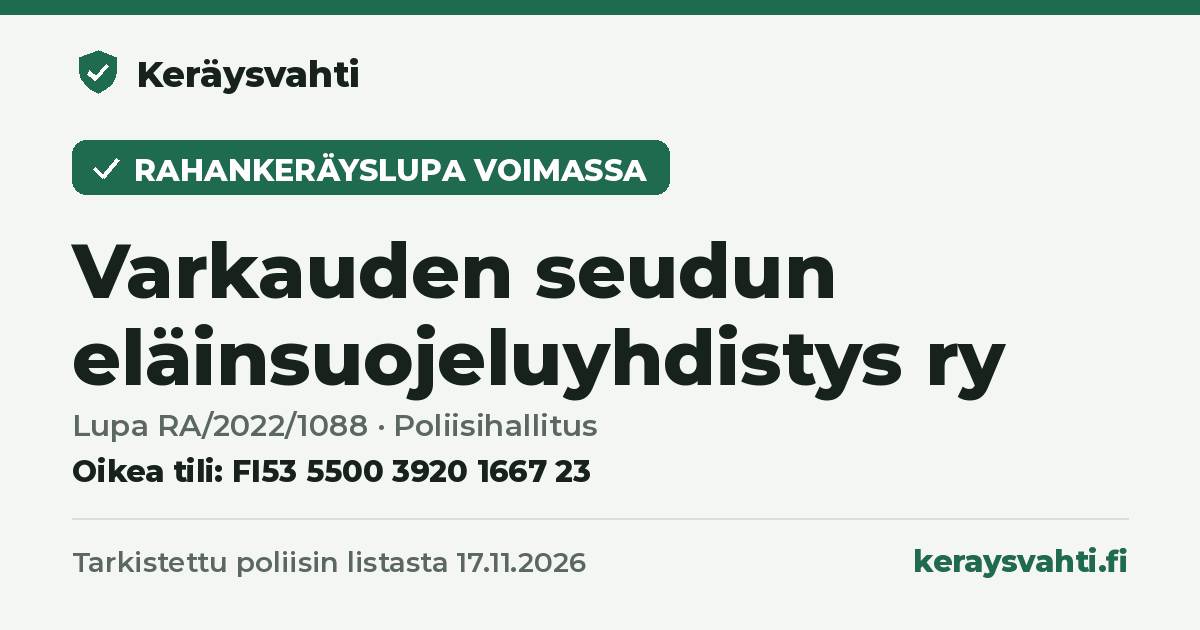 Keräysvahti
RAHANKERÄYSLUPA VOIMASSA
Varkauden seudun
eläinsuojeluyhdistys ry
Lupa RA/2022/1088 · Poliisihallitus
Oikea tili: FI53 5500 3920 1667 23
Tarkistettu poliisin listasta 17.11.2026
keraysvahti.fi